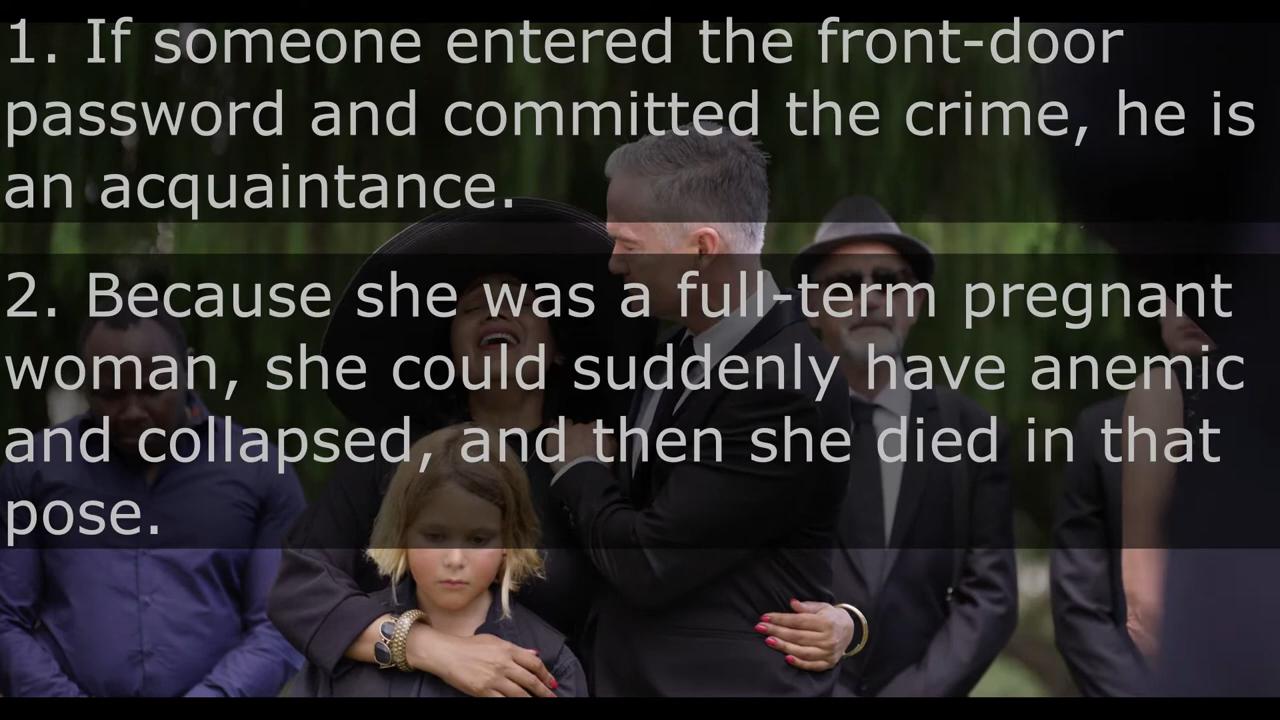 1. If someone entered the front-door
password and committed the crime, he is
an acquaintance.
2. Because she was a full-term pregnant
woman, she could suddenly have anemic
and collapsed, and then she died in that
pose.